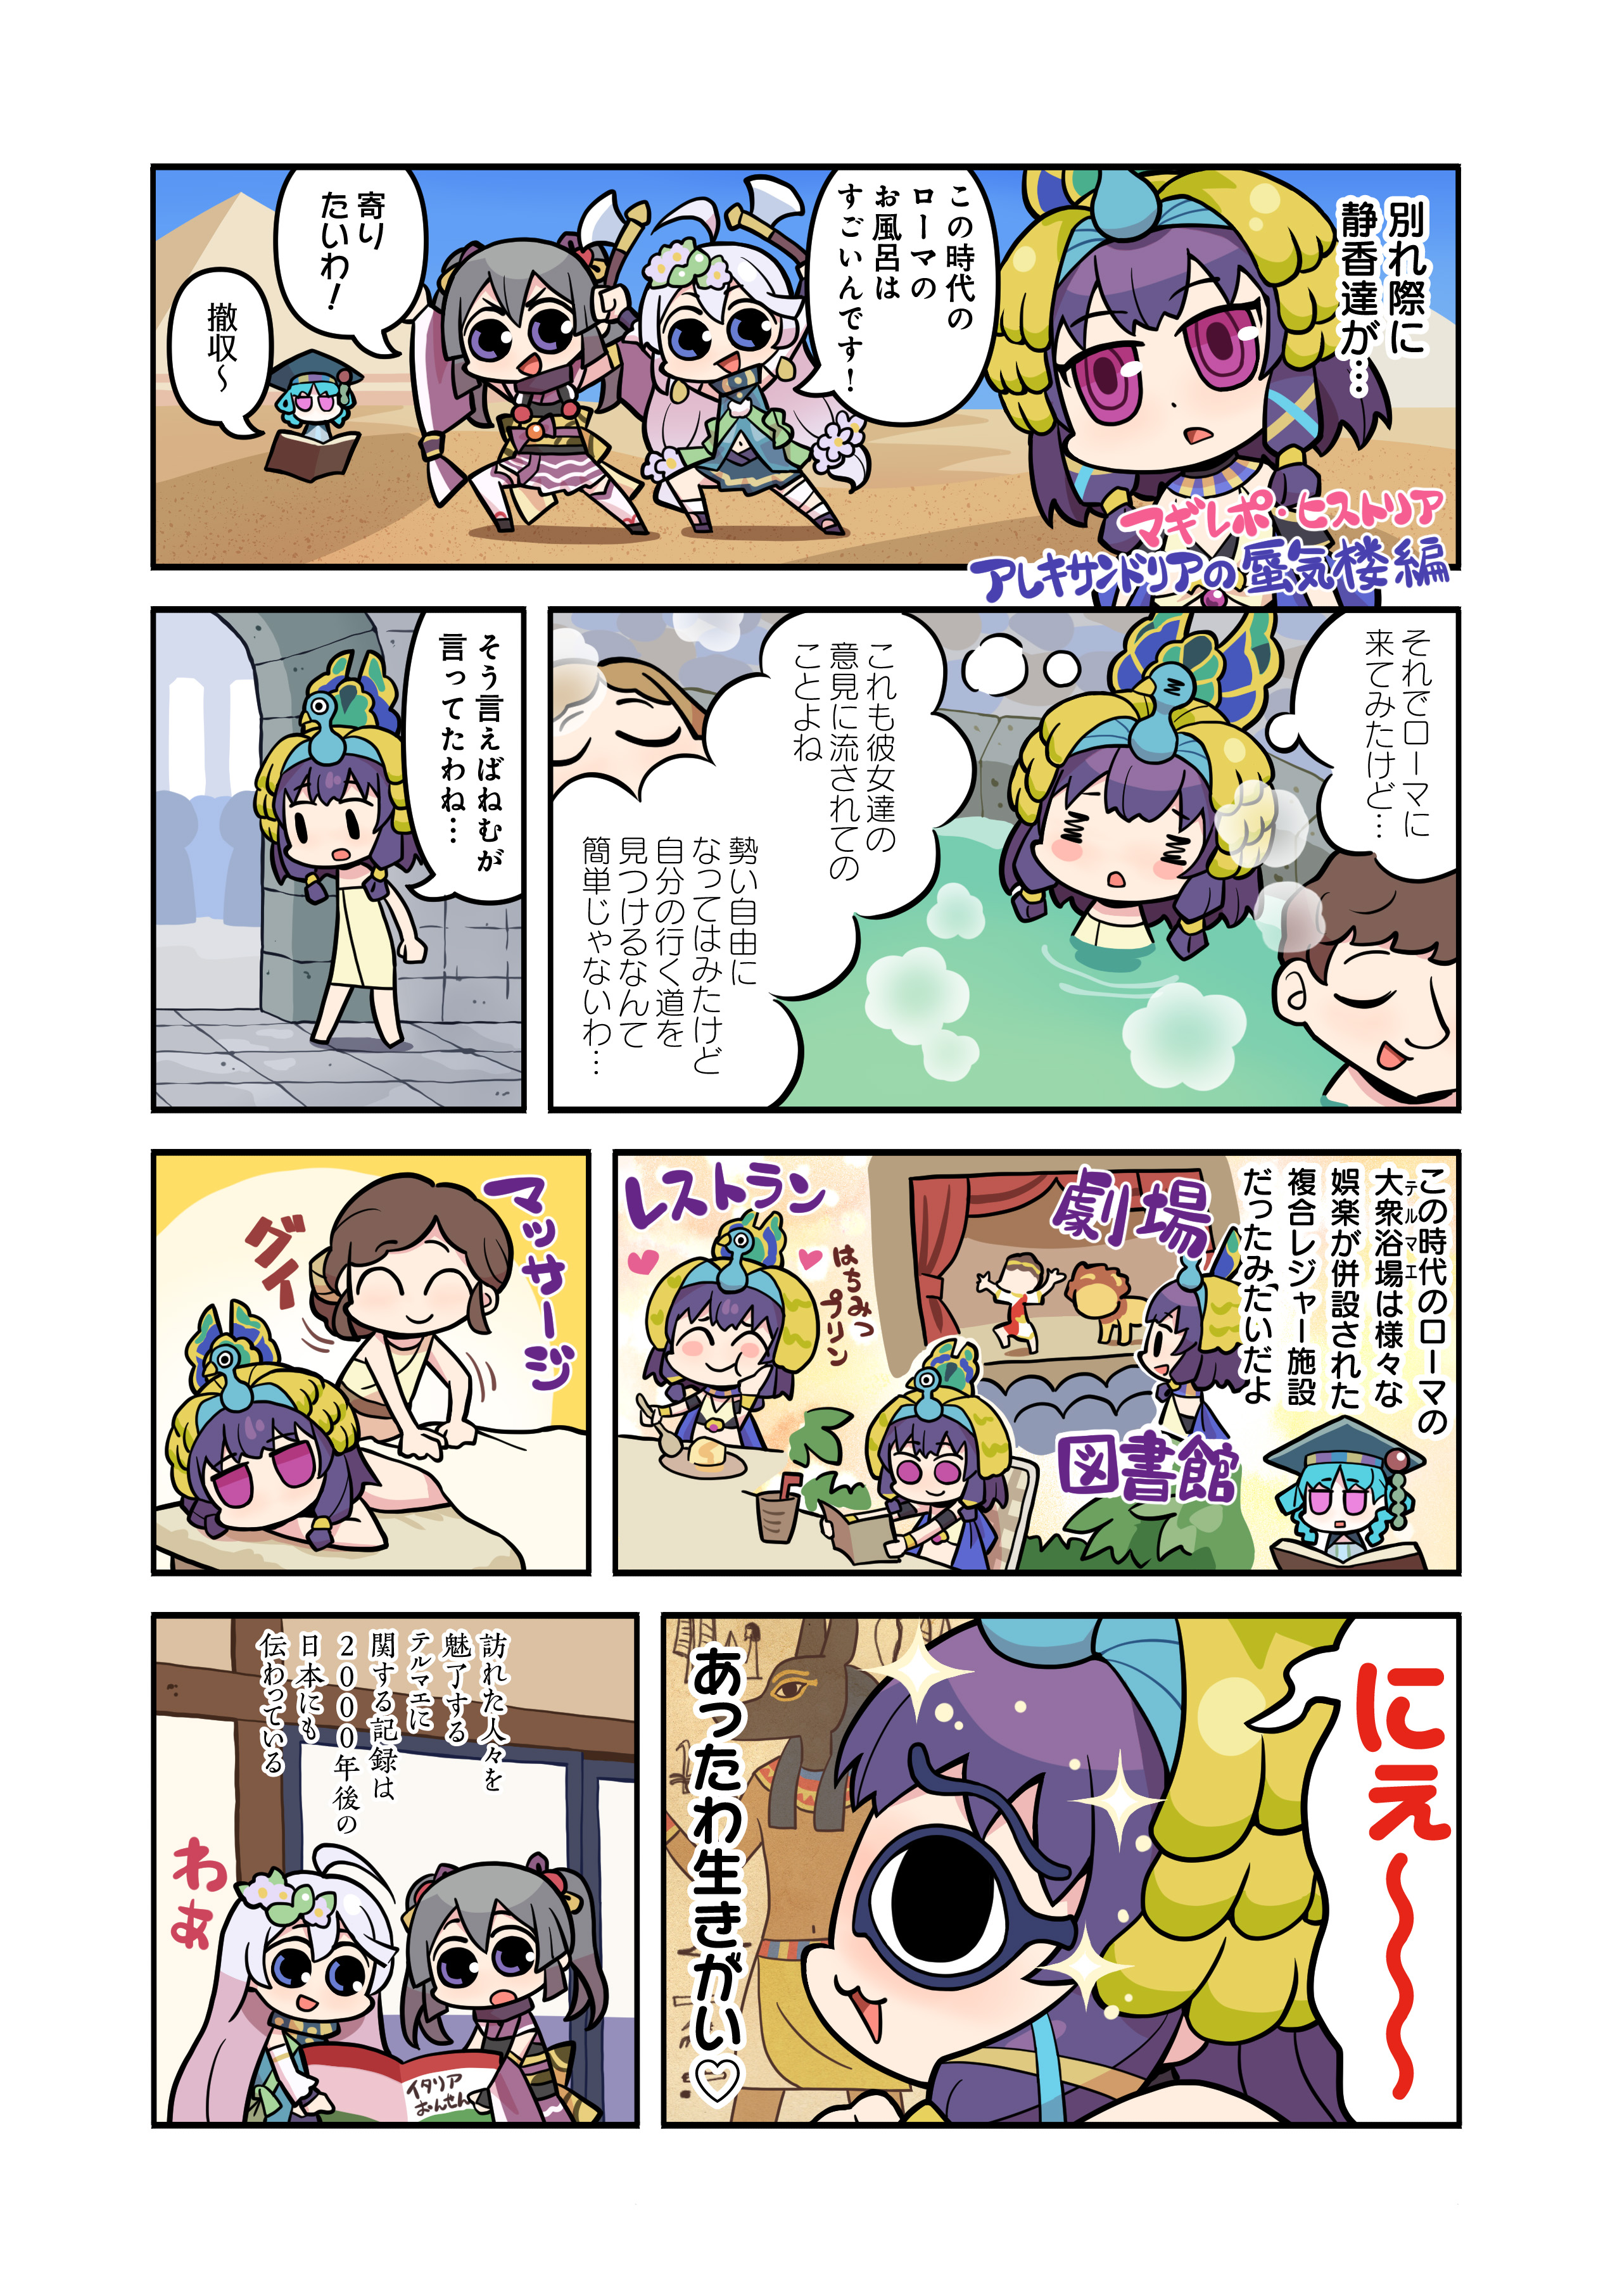 別れ際に
静香達が…
この時代の
ローマの
お風呂は
すごいんです!
寄り
たいわ!
撤収～
マギレポ・ヒストリア
アレキサンドリアの蜃気楼編
それでローマに
来てみたけど…
これも彼女達の
意見に流されての
ことよね
勢い自由に
なってはみたけど
自分の行く道を
見つけるなんて
簡単じゃないわ…
そう言えばねむが
言ってたわね…
この時代のローマの
大衆浴場は様々な
テルマエ
娯楽が併設された
複合レジャー施設
だったみたいだよ
劇場
図書館
レストラン
はちみつ
プリン
マッサージ
グイ
にえ～～～
あったわ生きがい♡
訪れた人々を
魅了する
テルマエに
関する記録は
2000年後の
日本にも
伝わっている
わぁ
イタリア
おんせん